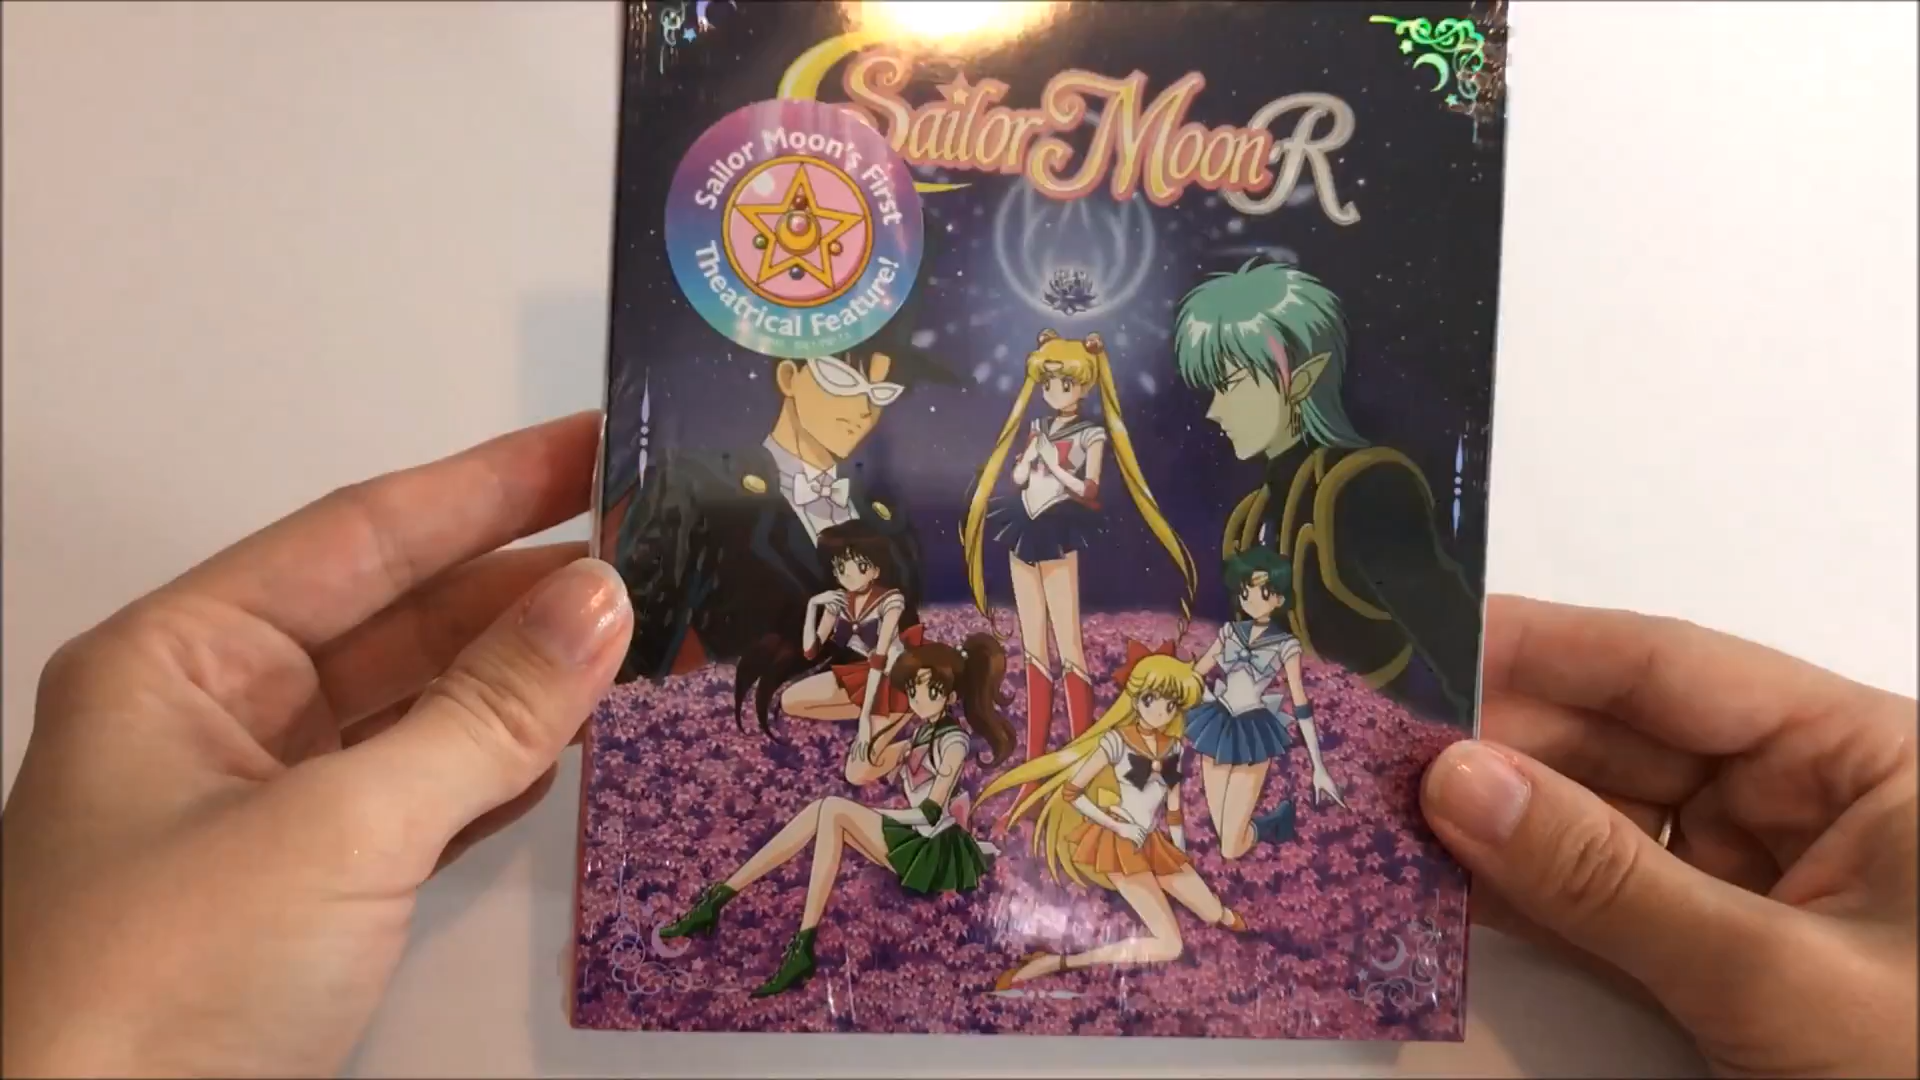 Sailor Moon R
Sailor Moon's First
Theatrical Feature!